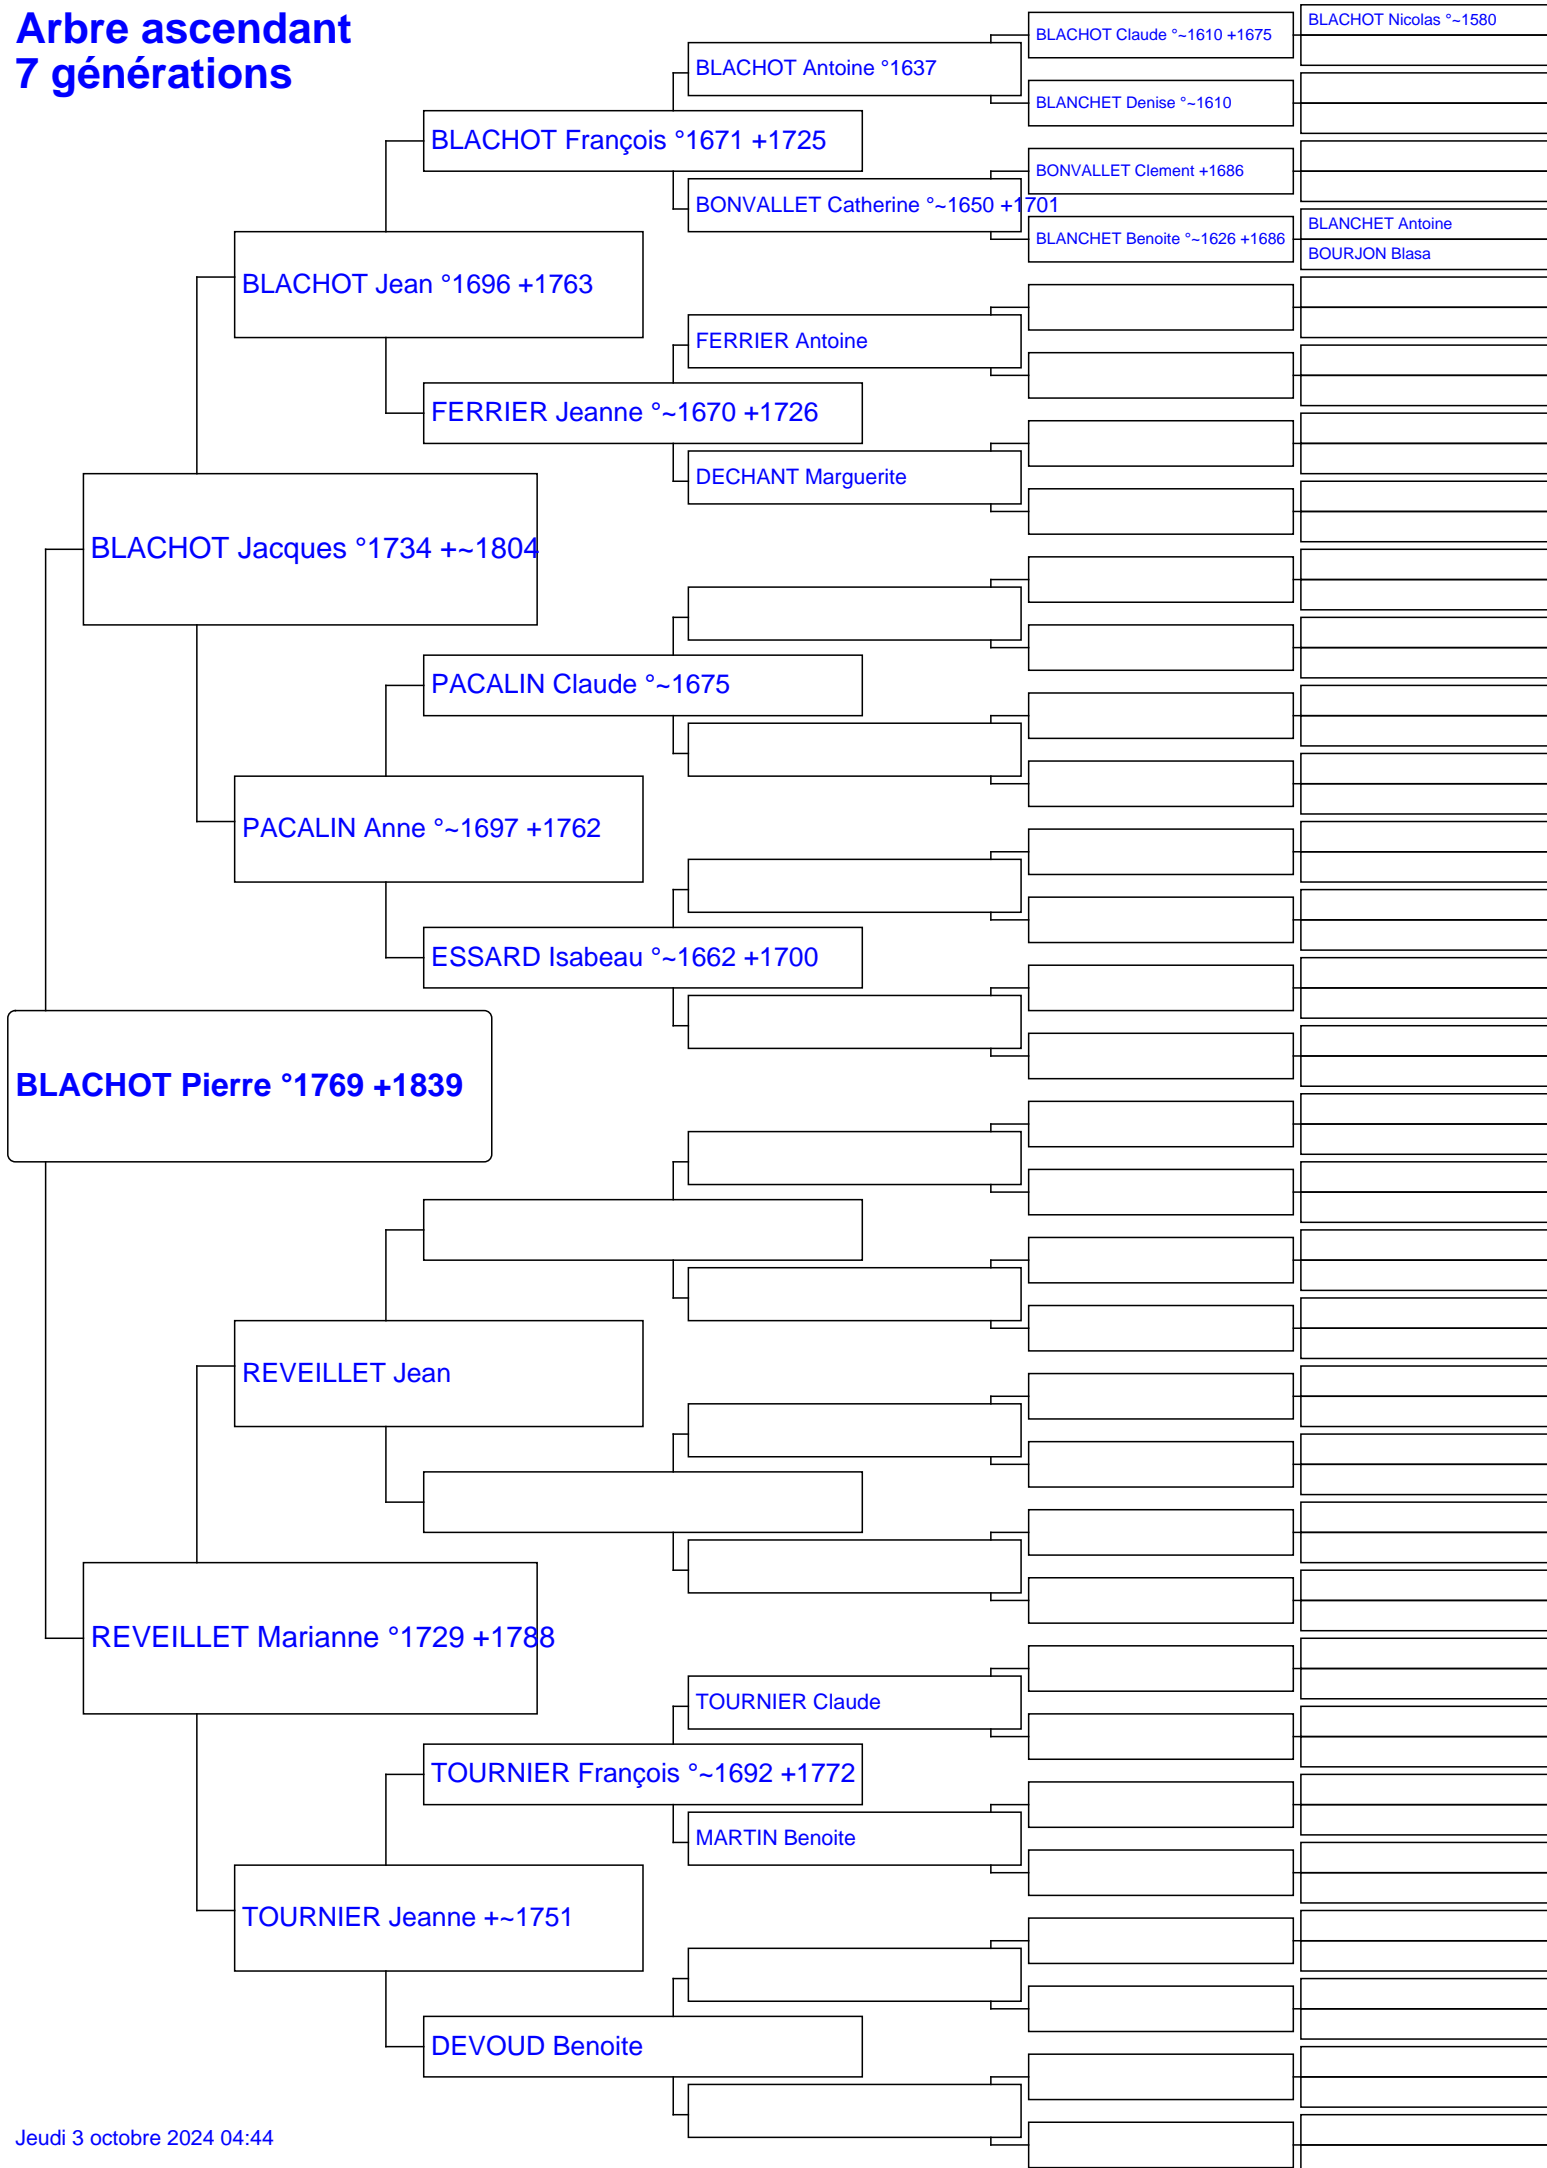 Arbre ascendant
7 générations
BLACHOT Nicolas °~1580
BLACHOT Claude °~1610 +1675
BLACHOT Antoine °1637
BLANCHET Denise °~1610
BLACHOT François °1671 +1725
BONVALLET Clement +1686
BONVALLET Catherine °~1650 +1701
BLANCHET Antoine
BLANCHET Benoite °~1626 +1686
BOURJON Blasa
BLACHOT Jean °1696 +1763
FERRIER Antoine
FERRIER Jeanne °~1670 +1726
DECHANT Marguerite
BLACHOT Jacques °1734 +~1804
PACALIN Claude °~1675
PACALIN Anne °~1697 +1762
ESSARD Isabeau °~1662 +1700
BLACHOT Pierre °1769 +1839
REVEILLET Jean
REVEILLET Marianne °1729 +1788
TOURNIER Claude
TOURNIER François °~1692 +1772
MARTIN Benoite
TOURNIER Jeanne +~1751
DEVOUD Benoite
Jeudi 3 octobre 2024 04:44